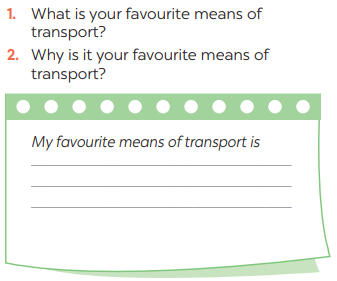 1. What is your favourite means of
transport?
2. Why is it your favourite means of
transport?
My favourite means of transport is